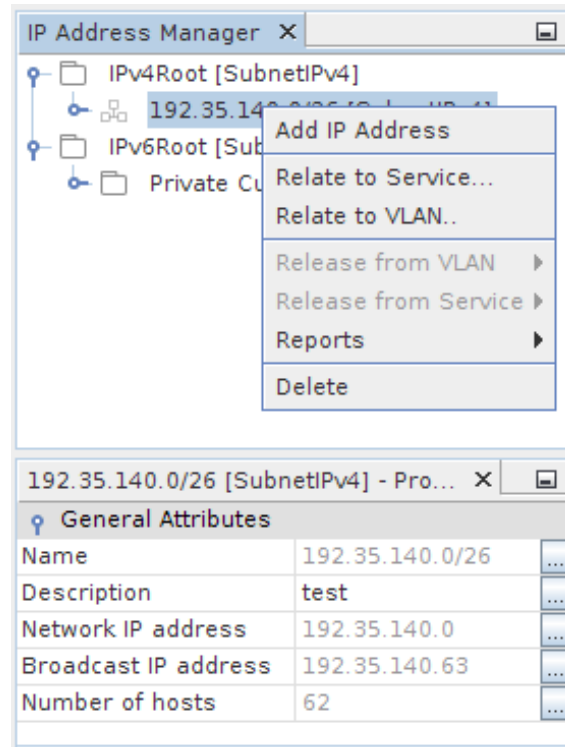 IP Address Manager
IPv4Root [SubnetIPv4]
192.35.140.0/26
Add IP Address
IPv6Root [Sub
Relate to Service...
Private Cu
Relate to VLAN..
Release from VLAN
Release from Service
Reports
Delete
192.35.140.0/26 [SubnetIPv4] - Pro...
General Attributes
Name 192.35.140.0/26 ...
Description test ...
Network IP address 192.35.140.0 ...
Broadcast IP address 192.35.140.63 ...
Number of hosts 62 ...